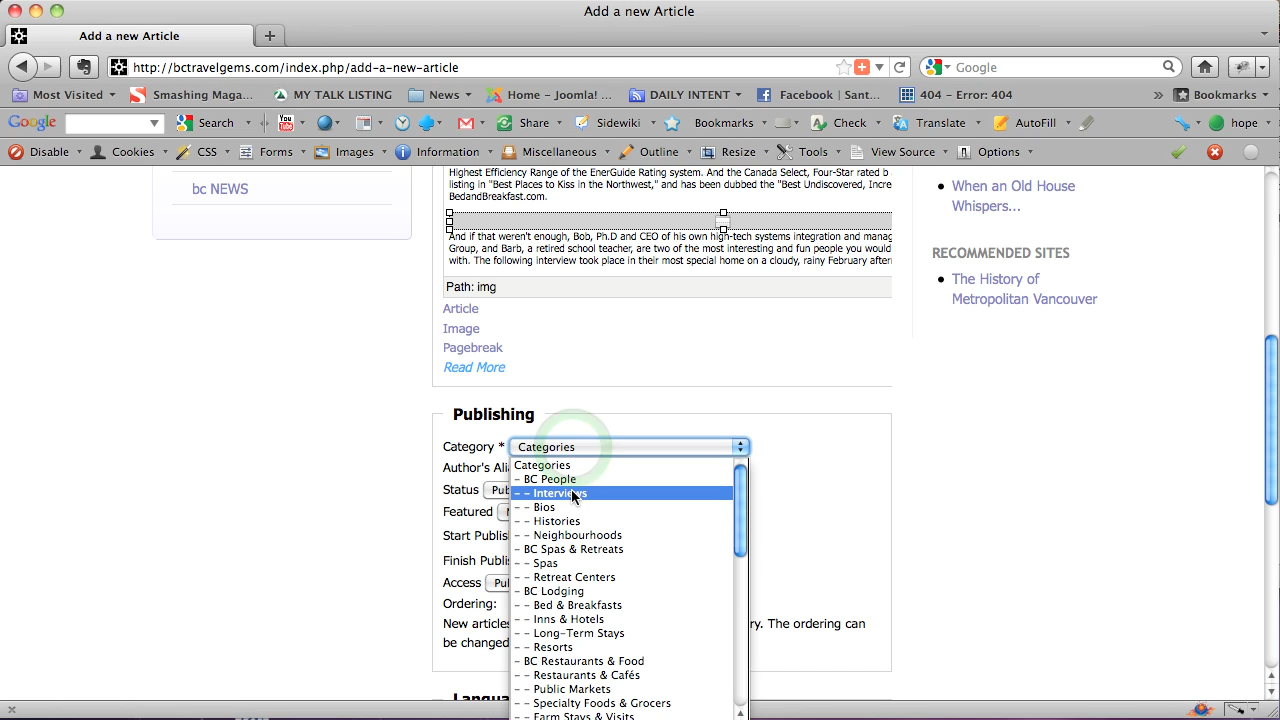 Add a new Article
Add a new Article
http://bctravelgems.com/index.php/add-a-new-article
Google
Most Visited
Smashing Maga...
MY TALK LISTING
News
Home – Joomla! ...
DAILY INTENT
Facebook | Sant...
404 – Error: 404
»
Bookmarks
Google
Search
You Tube
Share
Sidewiki
Bookmarks
Check
Translate
AutoFill
hope
Disable
Cookies
CSS
Forms
Images
Information
Miscellaneous
Outline
Resize
Tools
View Source
Options
bc NEWS
Highest Efficiency Range of the EnerGuide Rating system. And the Canada Select, Four-Star rated b
listing in "Best Places to Kiss in the Northwest," and has been dubbed the "Best Undiscovered, Incre
BedandBreakfast.com.
And if that weren't enough, Bob, Ph.D and CEO of his own high-tech systems integration and manag
Group, and Barb, a retired school teacher, are two of the most interesting and fun people you would
with. The following interview took place in their most special home on a cloudy, rainy February after
Path: img
Article
Image
Pagebreak
Read More
When an Old House
Whispers...
RECOMMENDED SITES
The History of
Metropolitan Vancouver
Publishing
Category *
Categories
Author's Alia
Status
Pub
Featured
Start Publis
Finish Publi
Access
Pul
Ordering:
New articles
ry. The ordering can
be changed
Categories
– BC People
– – Interviews
– – Bios
– – Histories
– – Neighbourhoods
– BC Spas & Retreats
– – Spas
– – Retreat Centers
– BC Lodging
– – Bed & Breakfasts
– – Inns & Hotels
– – Long-Term Stays
– – Resorts
– BC Restaurants & Food
– – Restaurants & Cafés
– – Public Markets
– – Specialty Foods & Grocers
– – Farm Stays & Visits
Langua